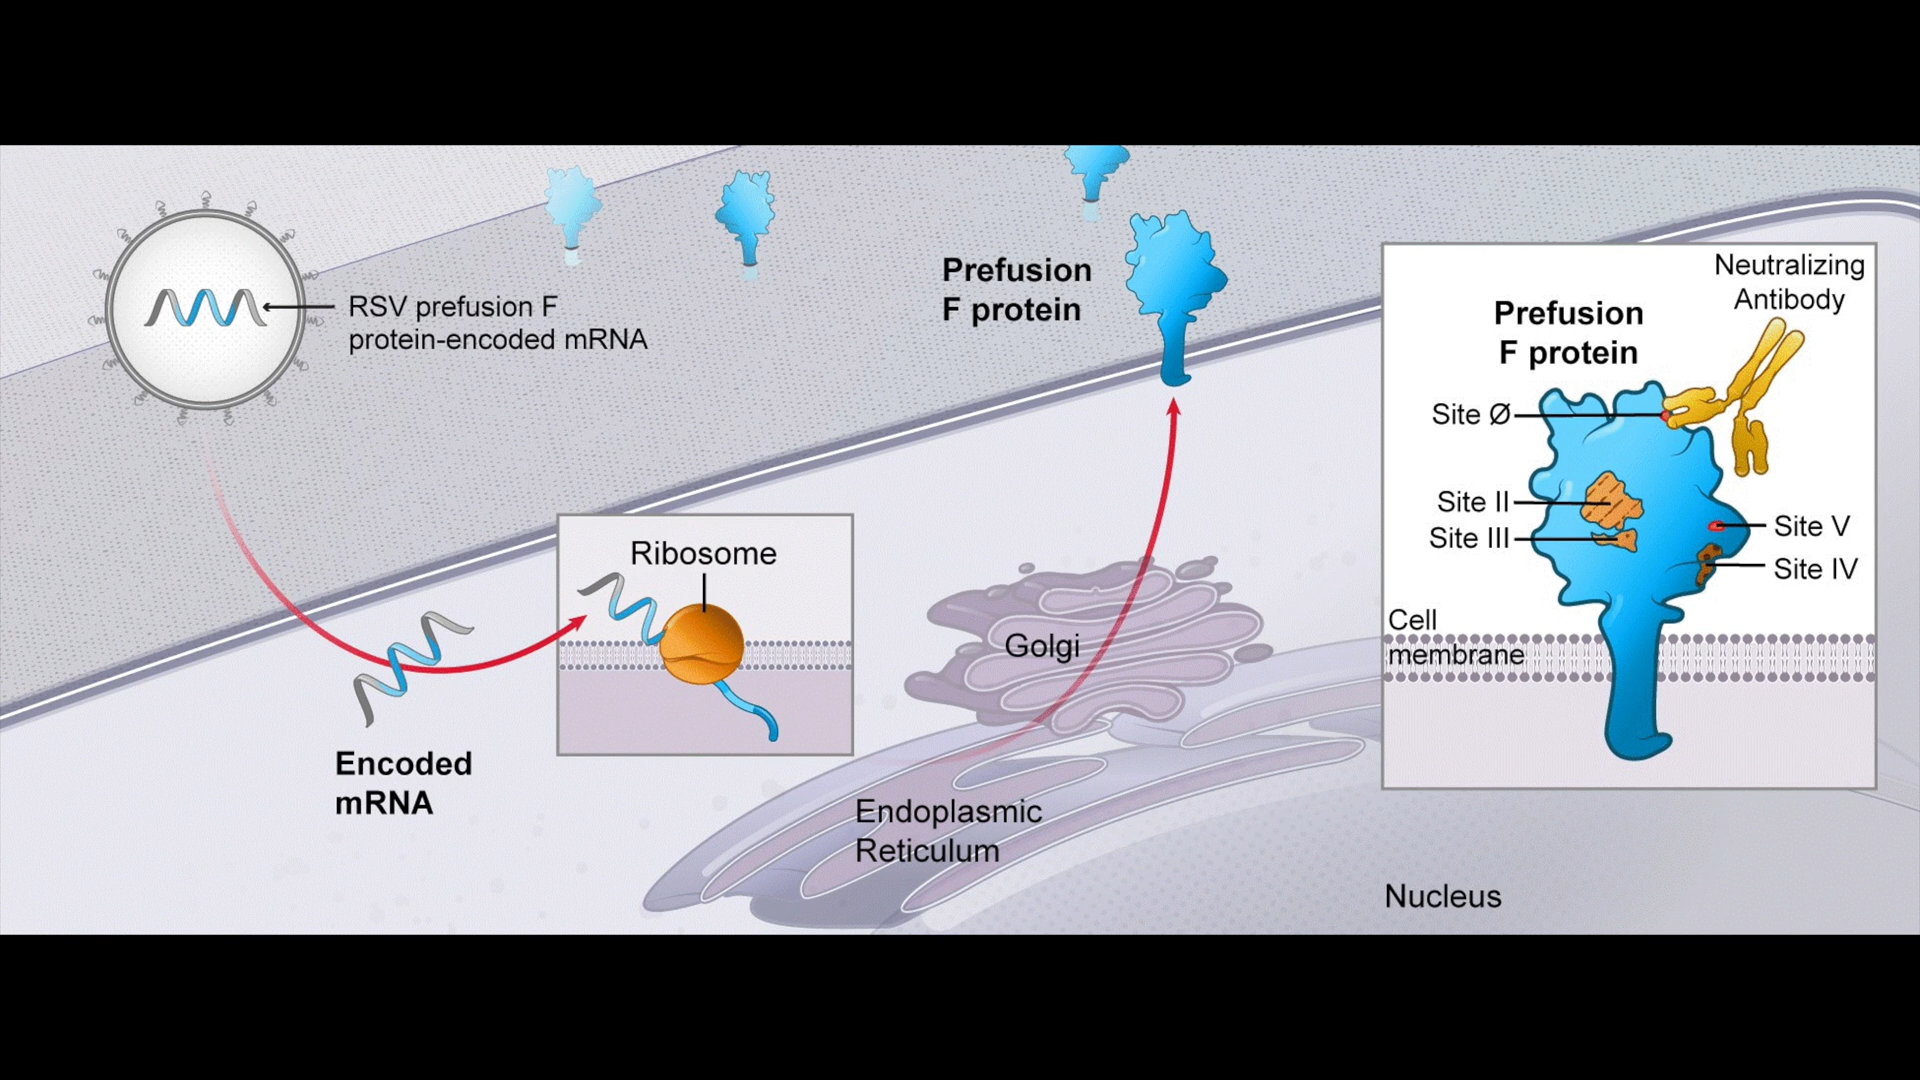 RSV prefusion F
protein-encoded mRNA
Encoded
mRNA
Ribosome
Prefusion
F protein
Golgi
Endoplasmic
Reticulum
Nucleus
Neutralizing
Antibody
Prefusion
F protein
Site Ø
Site II
Site III
Site V
Site IV
Cell
membrane